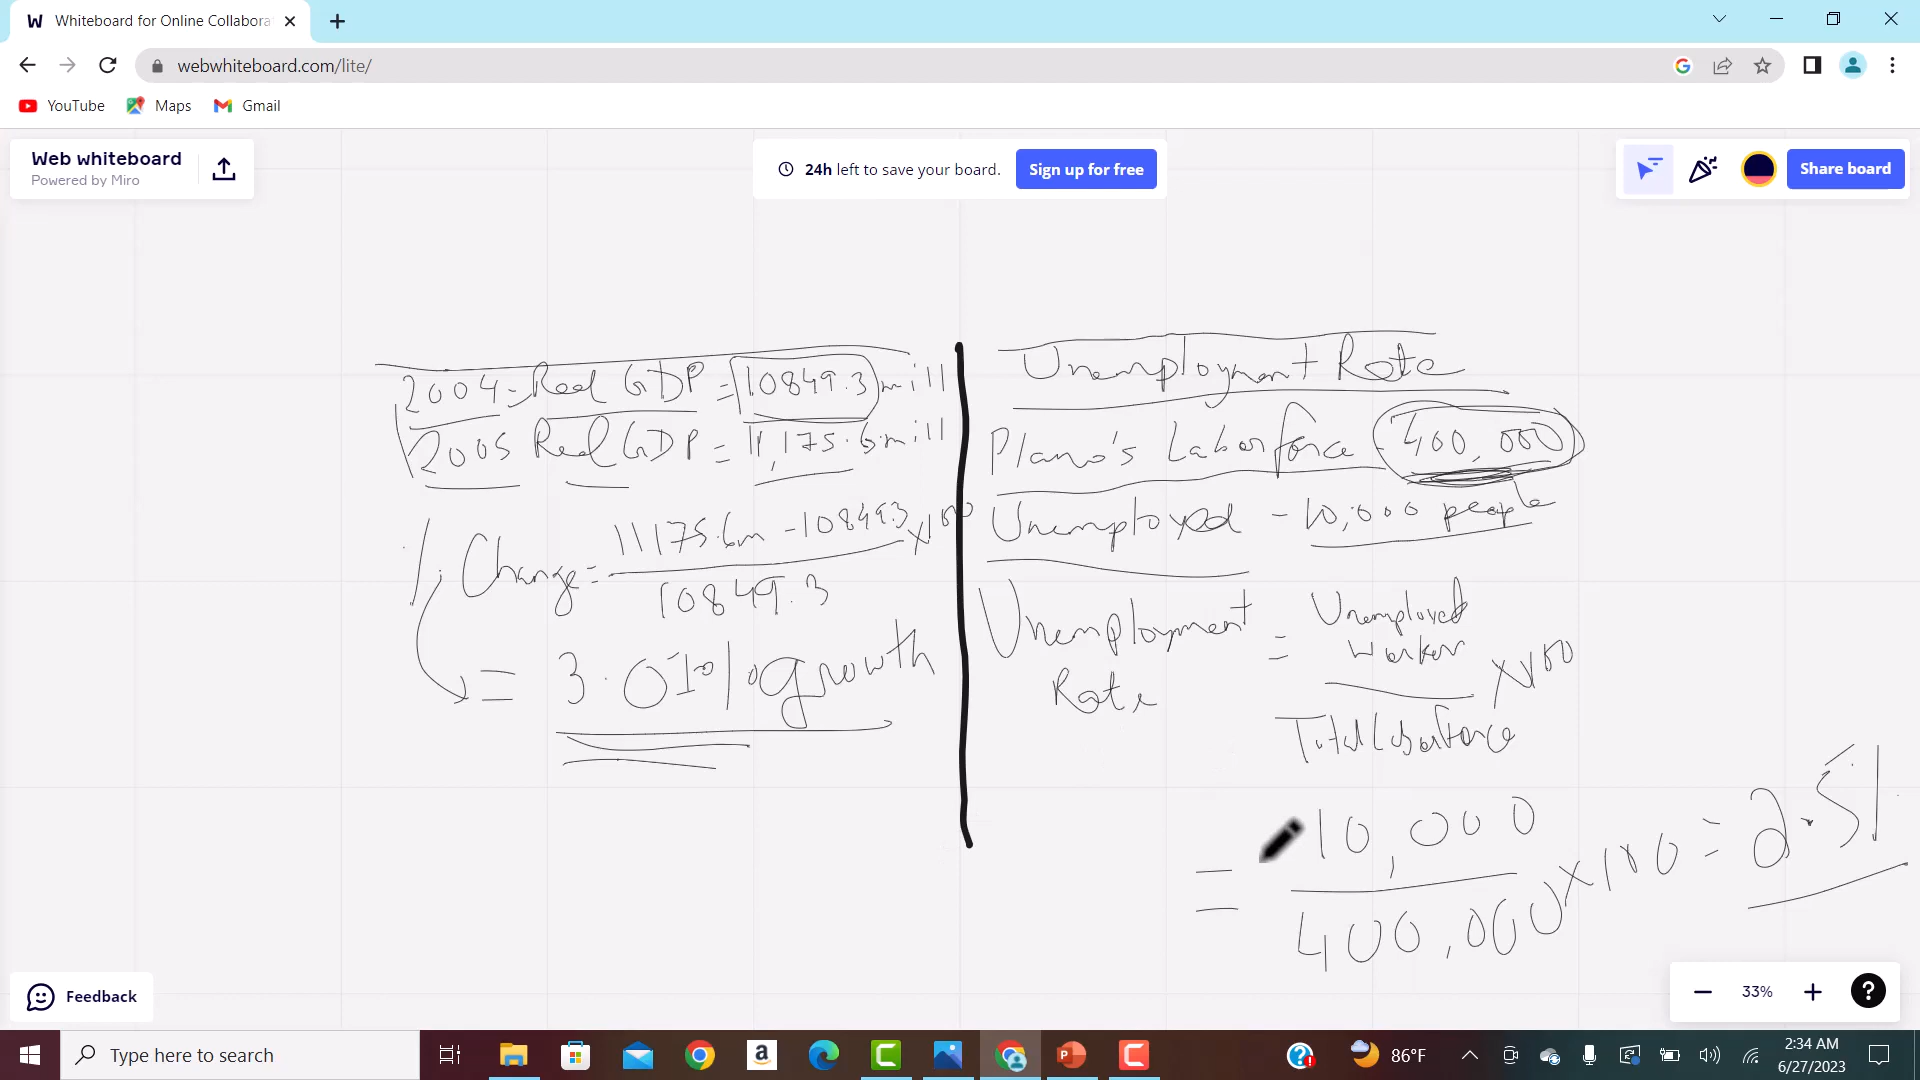 Whiteboard for Online Collabora
webwhiteboard.com/lite/
YouTube Maps Gmail
Web whiteboard
Powered by Miro
24h left to save your board. Sign up for free
Share board
2004 - Real GDP = 10849.3 mill
2005 Real GDP = 11,175.6 mill
% Change = 11175.6m - 10849.3 x100
10849.3
= 3.01% growth
Unemployment Rate
Plano's Laborforce - 400,000
Unemployed - 10,000 people
Unemployment Rate = Unemployed Worker x100
Total Laborforce
= 10,000
400,000 x100 = 2.5%
Feedback
33%
?
Type here to search
86°F
2:34 AM
6/27/2023